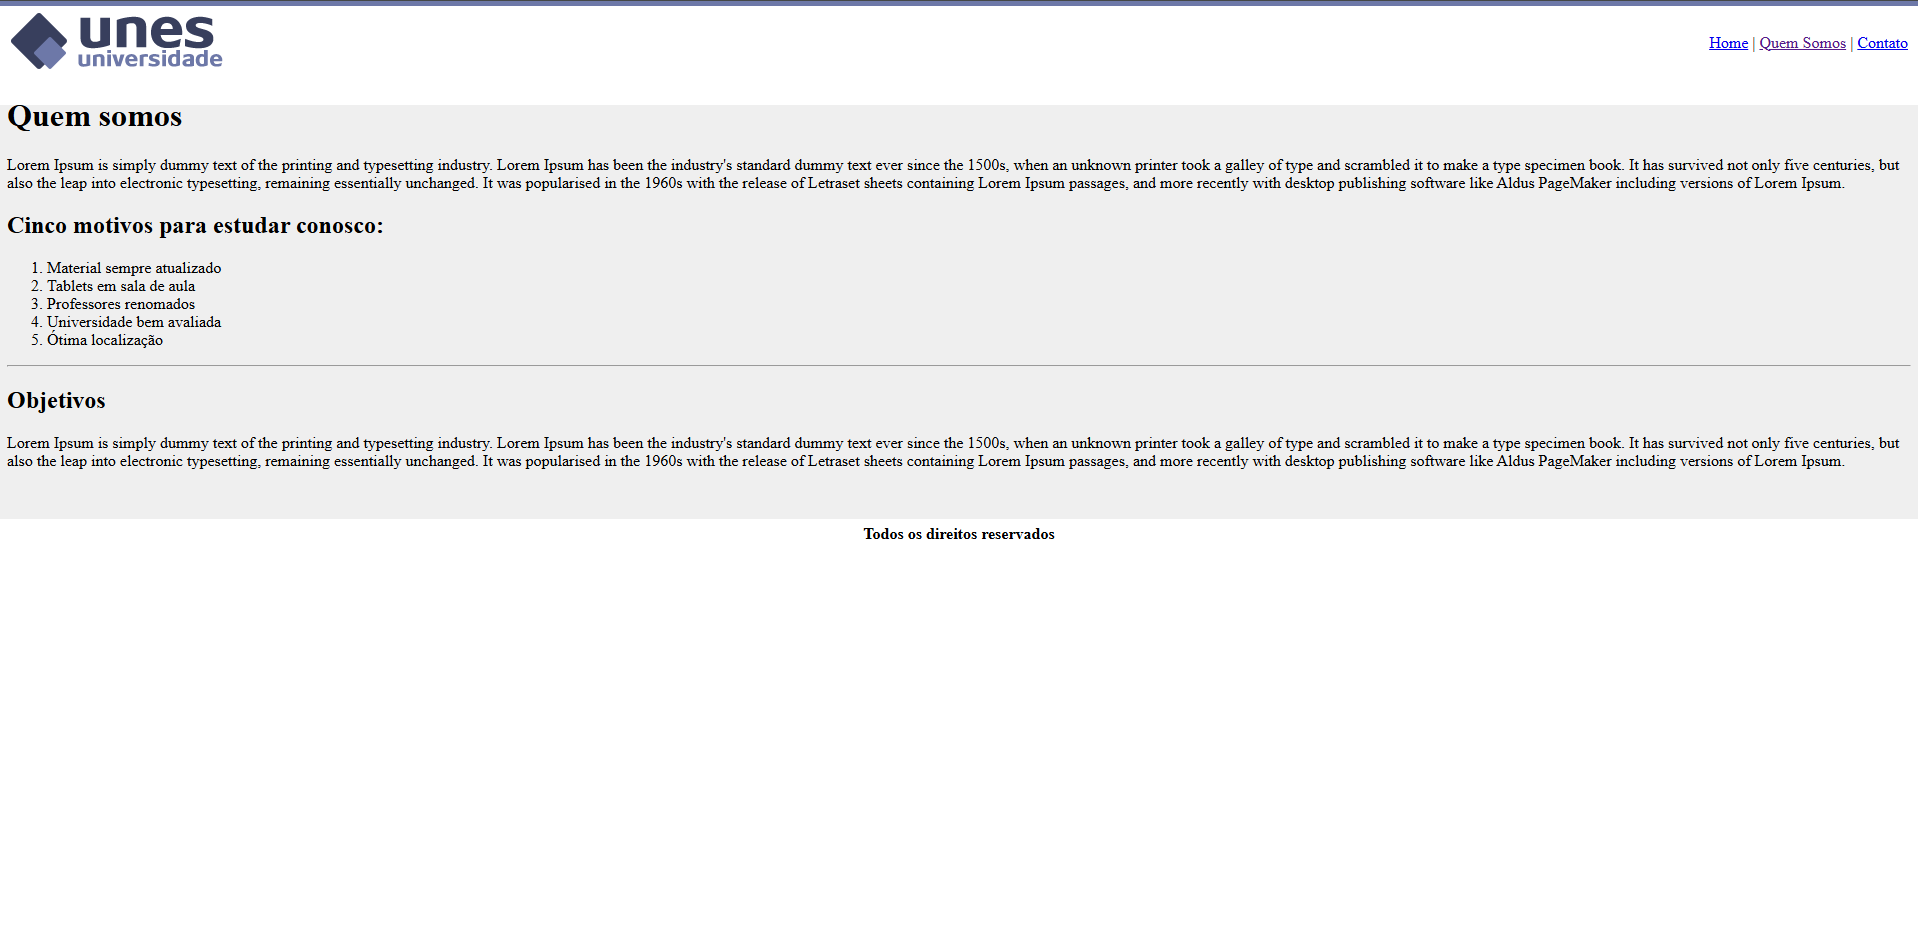 unes
universidade
Home | Quem Somos | Contato
Quem somos
Lorem Ipsum is simply dummy text of the printing and typesetting industry. Lorem Ipsum has been the industry's standard dummy text ever since the 1500s, when an unknown printer took a galley of type and scrambled it to make a type specimen book. It has survived not only five centuries, but
also the leap into electronic typesetting, remaining essentially unchanged. It was popularised in the 1960s with the release of Letraset sheets containing Lorem Ipsum passages, and more recently with desktop publishing software like Aldus PageMaker including versions of Lorem Ipsum.
Cinco motivos para estudar conosco:
1. Material sempre atualizado
2. Tablets em sala de aula
3. Professores renomados
4. Universidade bem avaliada
5. Ótima localização
Objetivos
Lorem Ipsum is simply dummy text of the printing and typesetting industry. Lorem Ipsum has been the industry's standard dummy text ever since the 1500s, when an unknown printer took a galley of type and scrambled it to make a type specimen book. It has survived not only five centuries, but
also the leap into electronic typesetting, remaining essentially unchanged. It was popularised in the 1960s with the release of Letraset sheets containing Lorem Ipsum passages, and more recently with desktop publishing software like Aldus PageMaker including versions of Lorem Ipsum.
Todos os direitos reservados